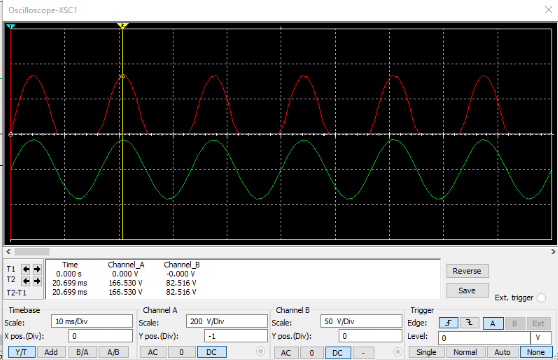 Oscilloscope-XSC1
T1
T2
T2-T1
Time Channel_A Channel_B
0.000 s 0.000 V -0.000 V
20.699 ms 166.530 V 82.516 V
20.699 ms 166.530 V 82.516 V
Reverse
Save
Ext. trigger
Timebase
Scale: 10 ms/Div
X pos.(Div): 0
Y/T Add B/A A/B
Channel A
Scale: 200 V/Div
Y pos.(Div): -1
AC 0 DC
Channel B
Scale: 50 V/Div
Y pos.(Div): 0
AC 0 DC -
Trigger
Edge: A B Ext
Level: 0 V
Single Normal Auto None